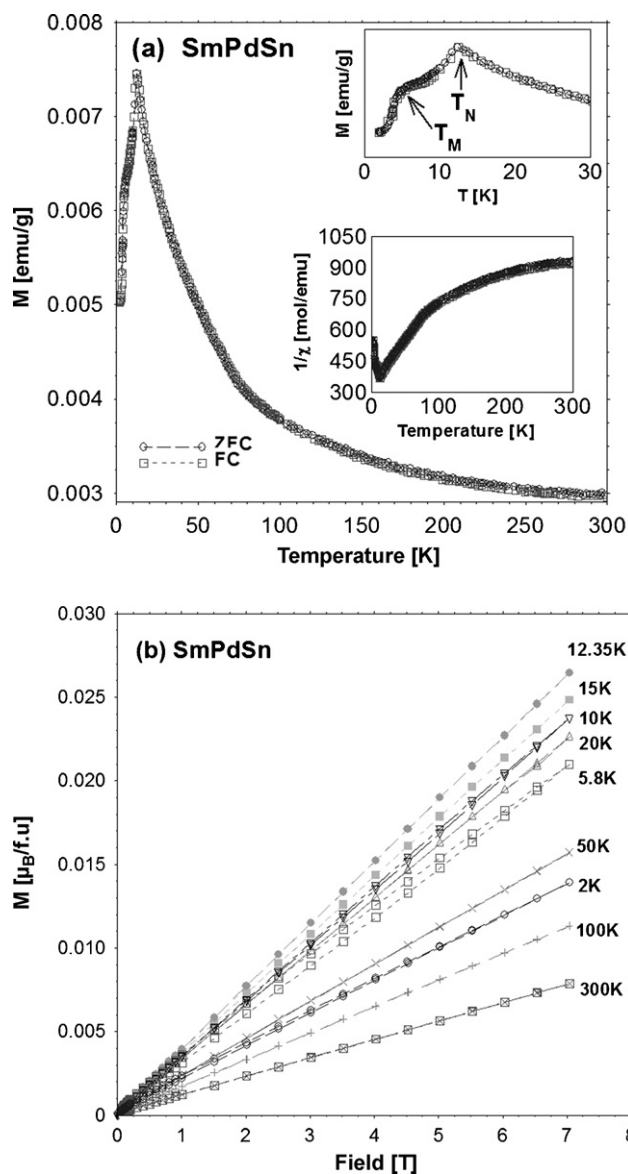 (a) SmPdSn
0.008
0.007
0.006
0.005
0.004
0.003
M [emu/g]
M [emu/g]
T_N
T_M
0 10 20 30
T [K]
1050
900
750
600
450
300
1/χ [mol/emu]
0 100 200 300
Temperature [K]
ZFC
FC
0 50 100 150 200 250 300
Temperature [K]
(b) SmPdSn
0.030
0.025
0.020
0.015
0.010
0.005
0
M [μ_B/f.u]
12.35K
15K
10K
20K
5.8K
50K
2K
100K
300K
0 1 2 3 4 5 6 7 8
Field [T]